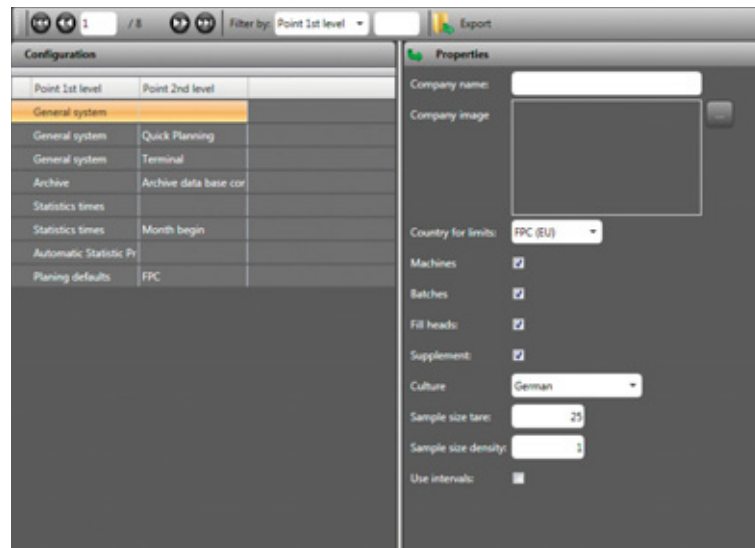 1 / 8 Filter by: Point 1st level Export
Configuration
Point 1st level Point 2nd level
General system
General system Quick Planning
General system Terminal
Archive Archive data base cor
Statistics times
Statistics times Month begin
Automatic Statistic Pr
Planing defaults FPC
Properties
Company name:
Company image
...
Country for limits: FPC (EU)
Machines
Batches
Fill heads:
Supplement:
Culture German
Sample size tare: 25
Sample size density: 1
Use intervals: